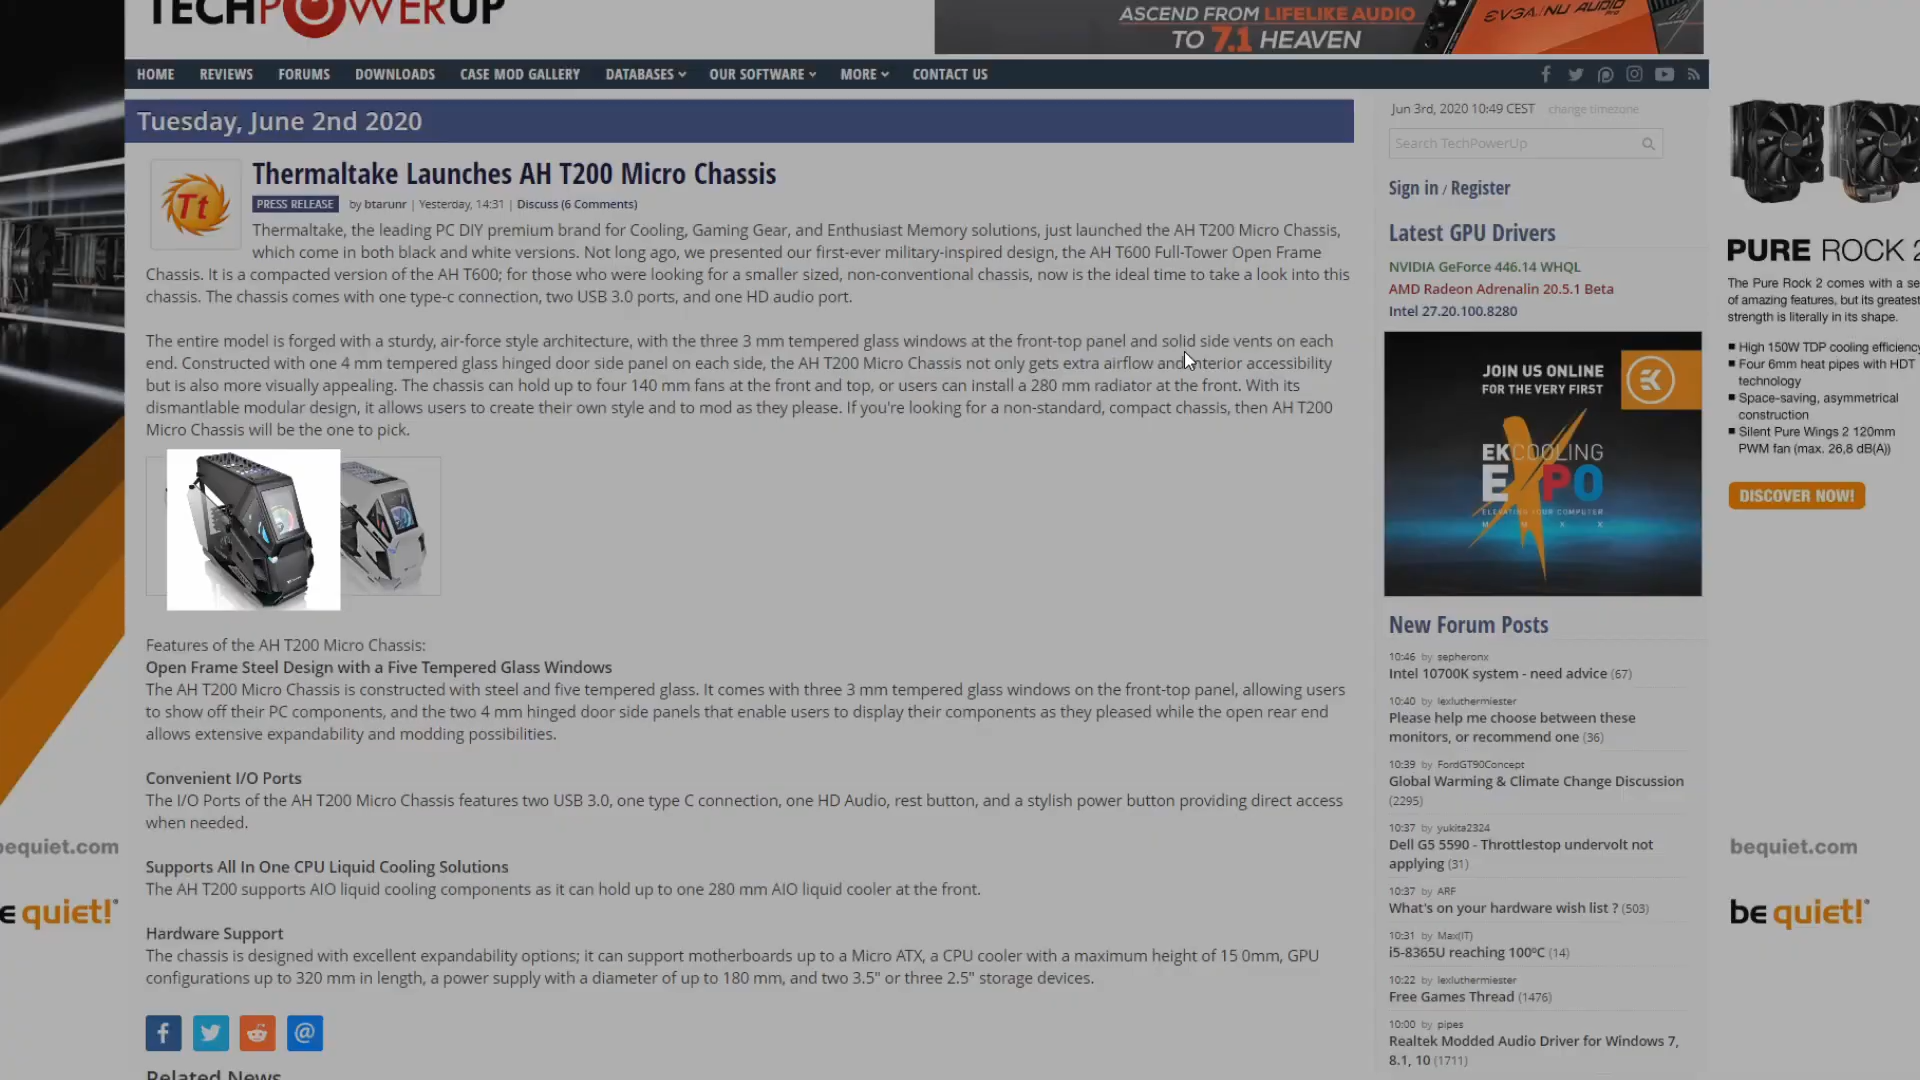 TECHPOWERUP
ASCEND FROM LIFELIKE AUDIO
TO 7.1 HEAVEN
EVGA/NU AUDIO
HOME REVIEWS FORUMS DOWNLOADS CASE MOD GALLERY DATABASES OUR SOFTWARE MORE CONTACT US
Tuesday, June 2nd 2020
Thermaltake Launches AH T200 Micro Chassis
Tt
PRESS RELEASE by btarunr | Yesterday, 14:31 | Discuss (6 Comments)
Thermaltake, the leading PC DIY premium brand for Cooling, Gaming Gear, and Enthusiast Memory solutions, just launched the AH T200 Micro Chassis,
which come in both black and white versions. Not long ago, we presented our first-ever military-inspired design, the AH T600 Full-Tower Open Frame
Chassis. It is a compacted version of the AH T600; for those who were looking for a smaller sized, non-conventional chassis, now is the ideal time to take a look into this
chassis. The chassis comes with one type-c connection, two USB 3.0 ports, and one HD audio port.
The entire model is forged with a sturdy, air-force style architecture, with the three 3 mm tempered glass windows at the front-top panel and solid side vents on each
end. Constructed with one 4 mm tempered glass hinged door side panel on each side, the AH T200 Micro Chassis not only gets extra airflow and interior accessibility
but is also more visually appealing. The chassis can hold up to four 140 mm fans at the front and top, or users can install a 280 mm radiator at the front. With its
dismantlable modular design, it allows users to create their own style and to mod as they please. If you're looking for a non-standard, compact chassis, then AH T200
Micro Chassis will be the one to pick.
Features of the AH T200 Micro Chassis:
Open Frame Steel Design with a Five Tempered Glass Windows
The AH T200 Micro Chassis is constructed with steel and five tempered glass. It comes with three 3 mm tempered glass windows on the front-top panel, allowing users
to show off their PC components, and the two 4 mm hinged door side panels that enable users to display their components as they pleased while the open rear end
allows extensive expandability and modding possibilities.
Convenient I/O Ports
The I/O Ports of the AH T200 Micro Chassis features two USB 3.0, one type C connection, one HD Audio, rest button, and a stylish power button providing direct access
when needed.
Supports All In One CPU Liquid Cooling Solutions
The AH T200 supports AIO liquid cooling components as it can hold up to one 280 mm AIO liquid cooler at the front.
Hardware Support
The chassis is designed with excellent expandability options; it can support motherboards up to a Micro ATX, a CPU cooler with a maximum height of 15 0mm, GPU
configurations up to 320 mm in length, a power supply with a diameter of up to 180 mm, and two 3.5" or three 2.5" storage devices.
Related News
Jun 3rd, 2020 10:49 CEST change timezone
Search TechPowerUp
Sign in / Register
Latest GPU Drivers
NVIDIA GeForce 446.14 WHQL
AMD Radeon Adrenalin 20.5.1 Beta
Intel 27.20.100.8280
JOIN US ONLINE
FOR THE VERY FIRST
EK COOLING
EXPO
ELEVATING YOUR COMPUTER
M M X X
New Forum Posts
10:46 by sepheronx
Intel 10700K system - need advice (67)
10:40 by lexluthermiester
Please help me choose between these
monitors, or recommend one (36)
10:39 by FordGT90Concept
Global Warming & Climate Change Discussion
(2295)
10:37 by yukita2324
Dell G5 5590 - Throttlestop undervolt not
applying (31)
10:37 by ARF
What's on your hardware wish list ? (503)
10:31 by Max(IT)
i5-8365U reaching 100ºC (14)
10:22 by lexluthermiester
Free Games Thread (1476)
10:00 by pipes
Realtek Modded Audio Driver for Windows 7,
8.1, 10 (1711)
PURE ROCK 2
The Pure Rock 2 comes with a se
of amazing features, but its greatest
strength is literally in its shape.
High 150W TDP cooling efficiency
Four 6mm heat pipes with HDT
technology
Space-saving, asymmetrical
construction
Silent Pure Wings 2 120mm
PWM fan (max. 26,8 dB(A))
DISCOVER NOW!
bequiet.com
be quiet!
bequiet.com
be quiet!